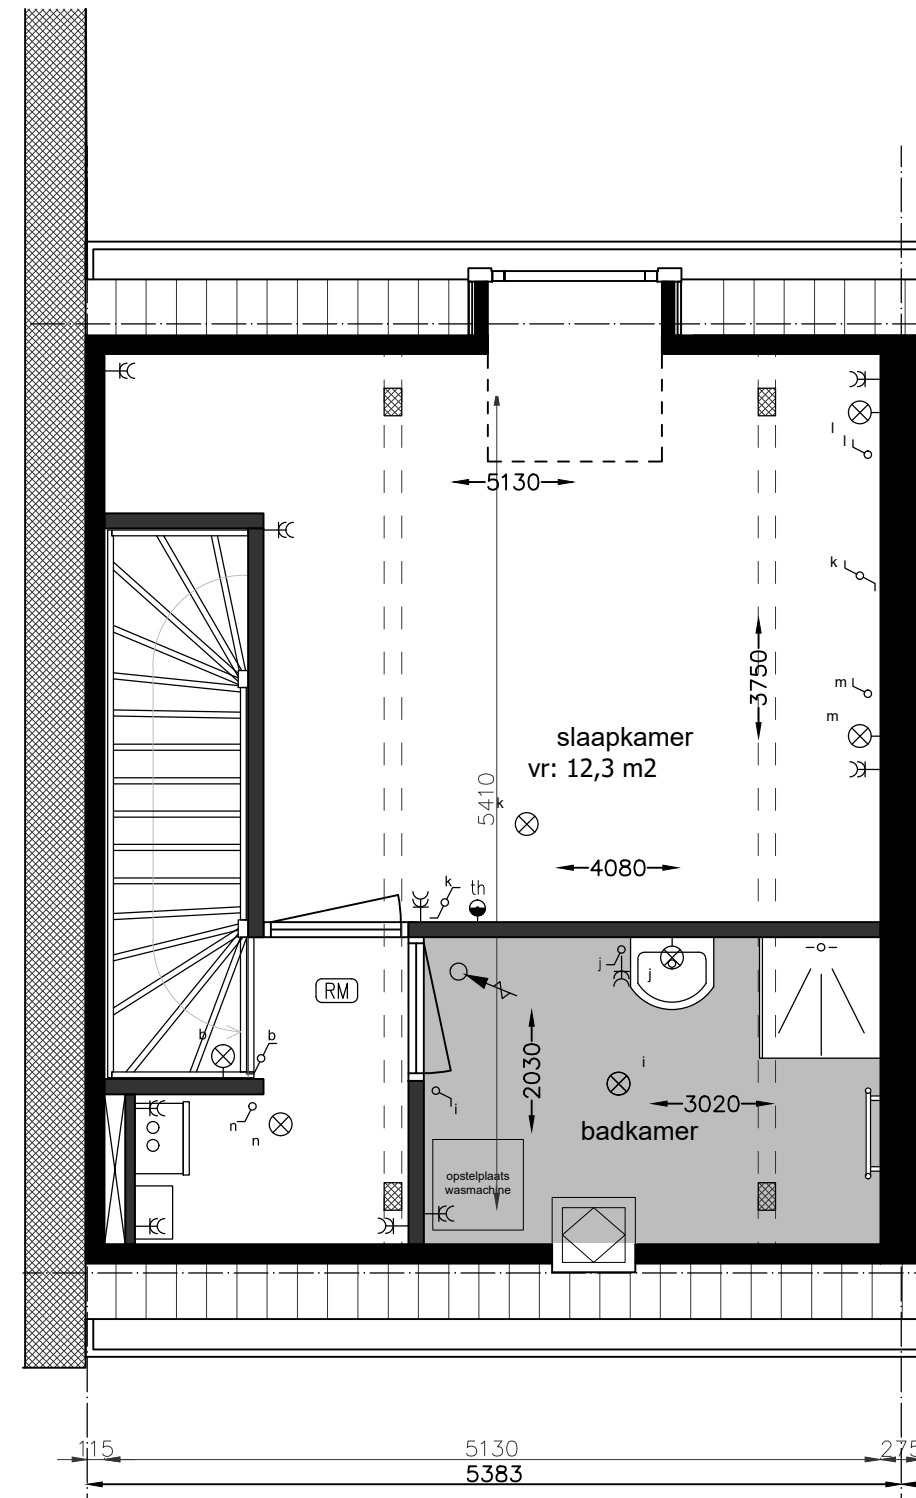 5130
l
l
k
3750
m
m
slaapkamer
vr: 12,3 m2
5410
k
4080
k
th
j
j
RM
b
b
i
2030
3020
i
n
n
badkamer
opstelplaats
wasmachine
115
5130
275
5383